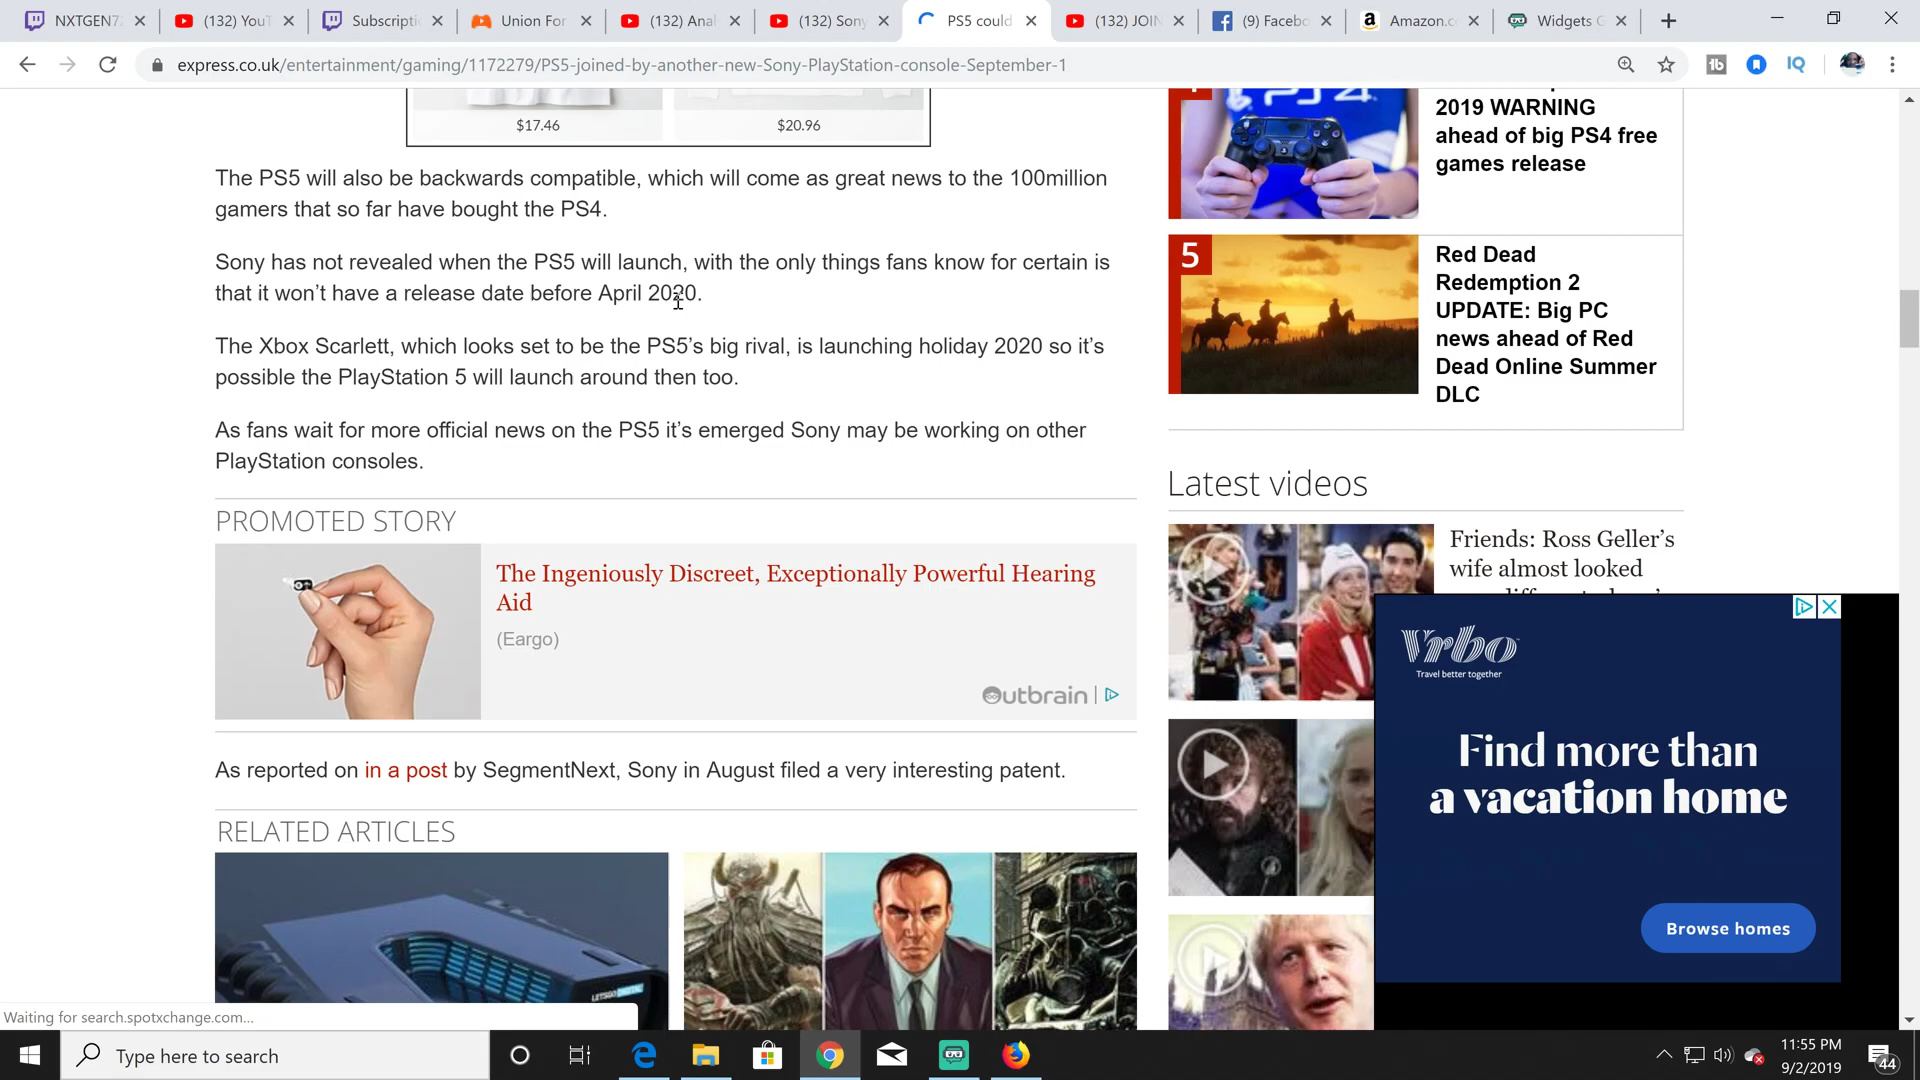 NXTGEN72
(132) YouT
Subscripti
Union For
(132) Anal
(132) Sony
PS5 could
(132) JOIN
(9) Facebo
Amazon.c
Widgets G
express.co.uk/entertainment/gaming/1172279/PS5-joined-by-another-new-Sony-PlayStation-console-September-1
$17.46
$20.96
The PS5 will also be backwards compatible, which will come as great news to the 100million
gamers that so far have bought the PS4.
Sony has not revealed when the PS5 will launch, with the only things fans know for certain is
that it won't have a release date before April 2020.
The Xbox Scarlett, which looks set to be the PS5's big rival, is launching holiday 2020 so it's
possible the PlayStation 5 will launch around then too.
As fans wait for more official news on the PS5 it's emerged Sony may be working on other
PlayStation consoles.
PROMOTED STORY
The Ingeniously Discreet, Exceptionally Powerful Hearing
Aid
(Eargo)
Outbrain
As reported on in a post by SegmentNext, Sony in August filed a very interesting patent.
RELATED ARTICLES
LETSGODIGITAL
2019 WARNING
ahead of big PS4 free
games release
5
Red Dead
Redemption 2
UPDATE: Big PC
news ahead of Red
Dead Online Summer
DLC
Latest videos
Friends: Ross Geller's
wife almost looked
Vrbo
Travel better together
Find more than
a vacation home
Browse homes
Waiting for search.spotxchange.com...
Type here to search
11:55 PM
9/2/2019
44